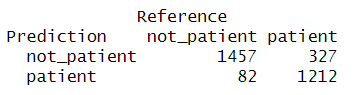 Reference
Prediction not_patient patient
not_patient 1457 327
patient 82 1212